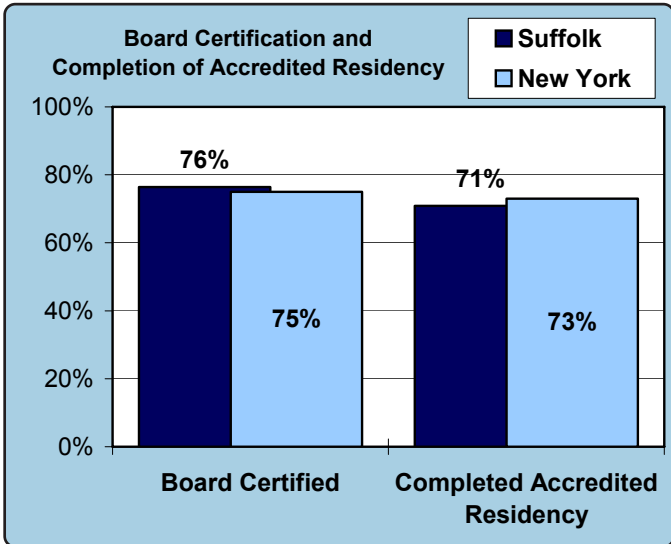 Board Certification and
Completion of Accredited Residency
Suffolk
New York
100%
80%
60%
40%
20%
0%
76%
75%
71%
73%
Board Certified
Completed Accredited
Residency